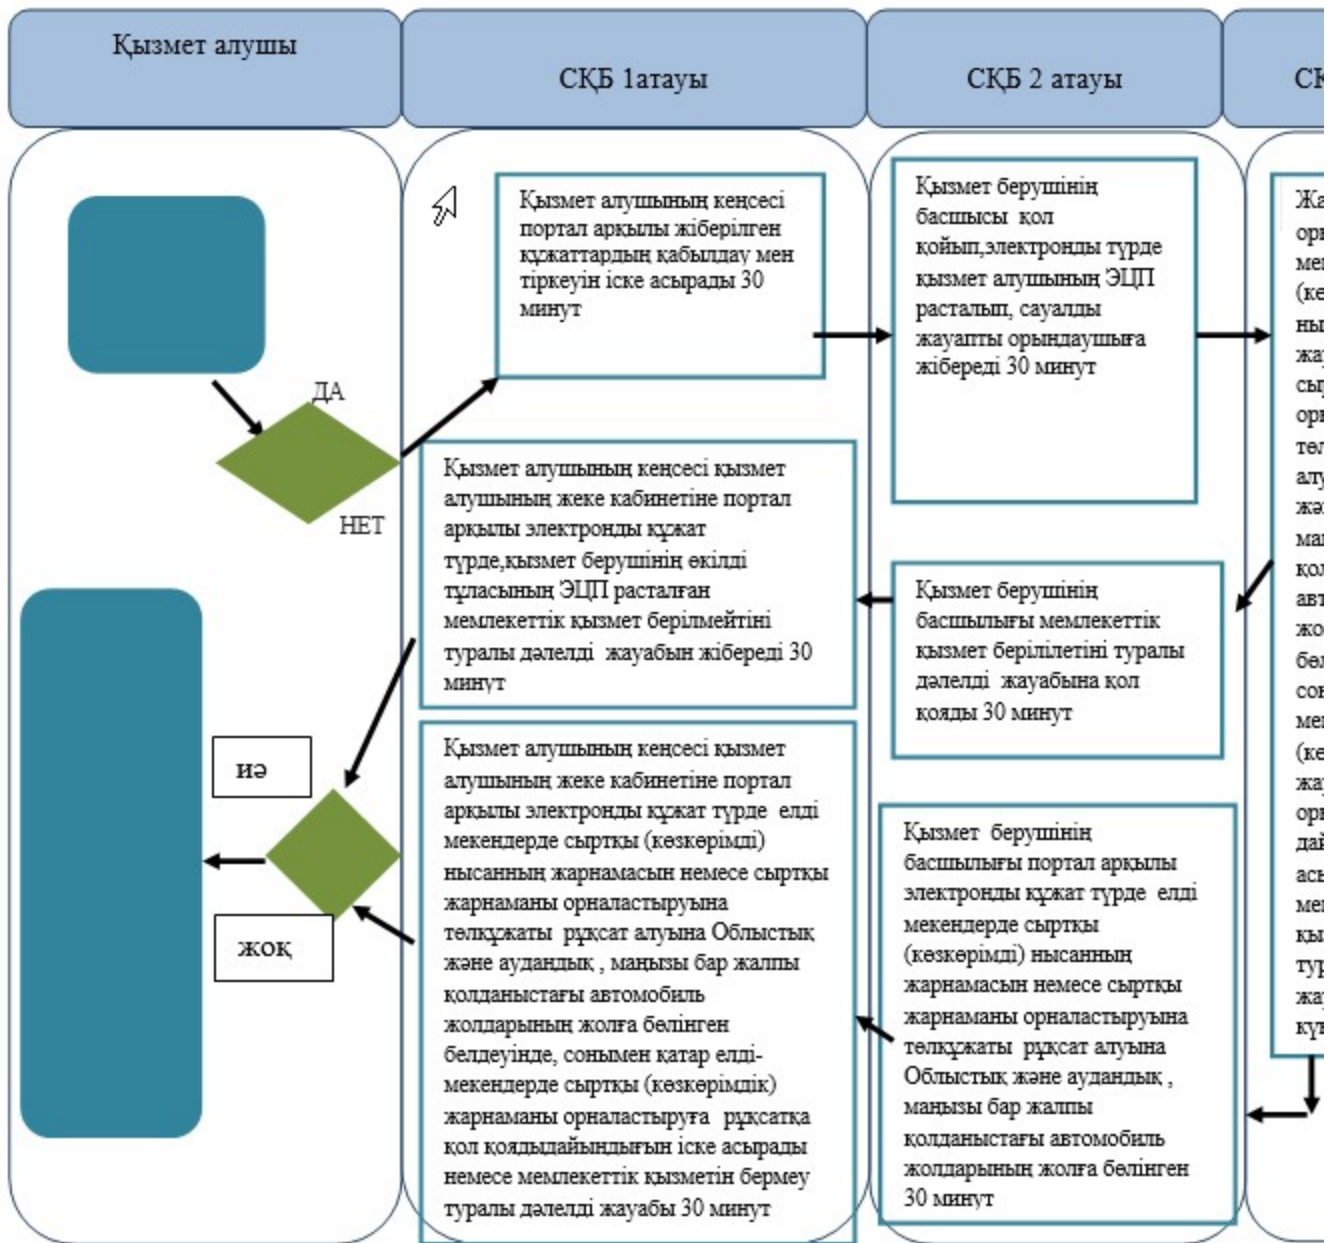 Қызмет алушы
СҚБ 1атауы
СҚБ 2 атауы
ДА
НЕТ
иә
жоқ
Қызмет алушының кеңсесі
портал арқылы жіберілген
құжаттардың қабылдау мен
тіркеуін іске асырады 30
минут
Қызмет алушының кеңсесі қызмет
алушының жеке кабинетіне портал
арқылы электронды құжат
түрде,қызмет берушінің өкілді
тұласының ЭЦП расталған
мемлекеттік қызмет берілмейтіні
туралы дәлелді жауабын жібереді 30
минут
Қызмет алушының кеңсесі қызмет
алушының жеке кабинетіне портал
арқылы электронды құжат түрде елді
мекендерде сыртқы (көзкөрімді)
нысанның жарнамасын немесе сыртқы
жарнаманы орналастыруына
төлқұжаты рұқсат алуына Облыстық
және аудандық , маңызы бар жалпы
қолданыстағы автомобиль
жолдарының жолға бөлінген
белдеуінде, сонымен қатар елді-
мекендерде сыртқы (көзкөрімдік)
жарнаманы орналастыруға рұқсатқа
қол қоядыдайындығын іске асырады
немесе мемлекеттік қызметін бермеу
туралы дәлелді жауабы 30 минут
Қызмет берушінің
басшысы қол
қойып,электронды түрде
қызмет алушының ЭЦП
расталып, сауалды
жауапты орындаушыға
жібереді 30 минут
Қызмет берушінің
басшылығы мемлекеттік
қызмет берілілетіні туралы
дәлелді жауабына қол
қояды 30 минут
Қызмет берушінің
басшылығы портал арқылы
электронды құжат түрде елді
мекендерде сыртқы
(көзкөрімді) нысанның
жарнамасын немесе сыртқы
жарнаманы орналастыруына
төлқұжаты рұқсат алуына
Облыстық және аудандық ,
маңызы бар жалпы
қолданыстағы автомобиль
жолдарының жолға бөлінген
30 минут